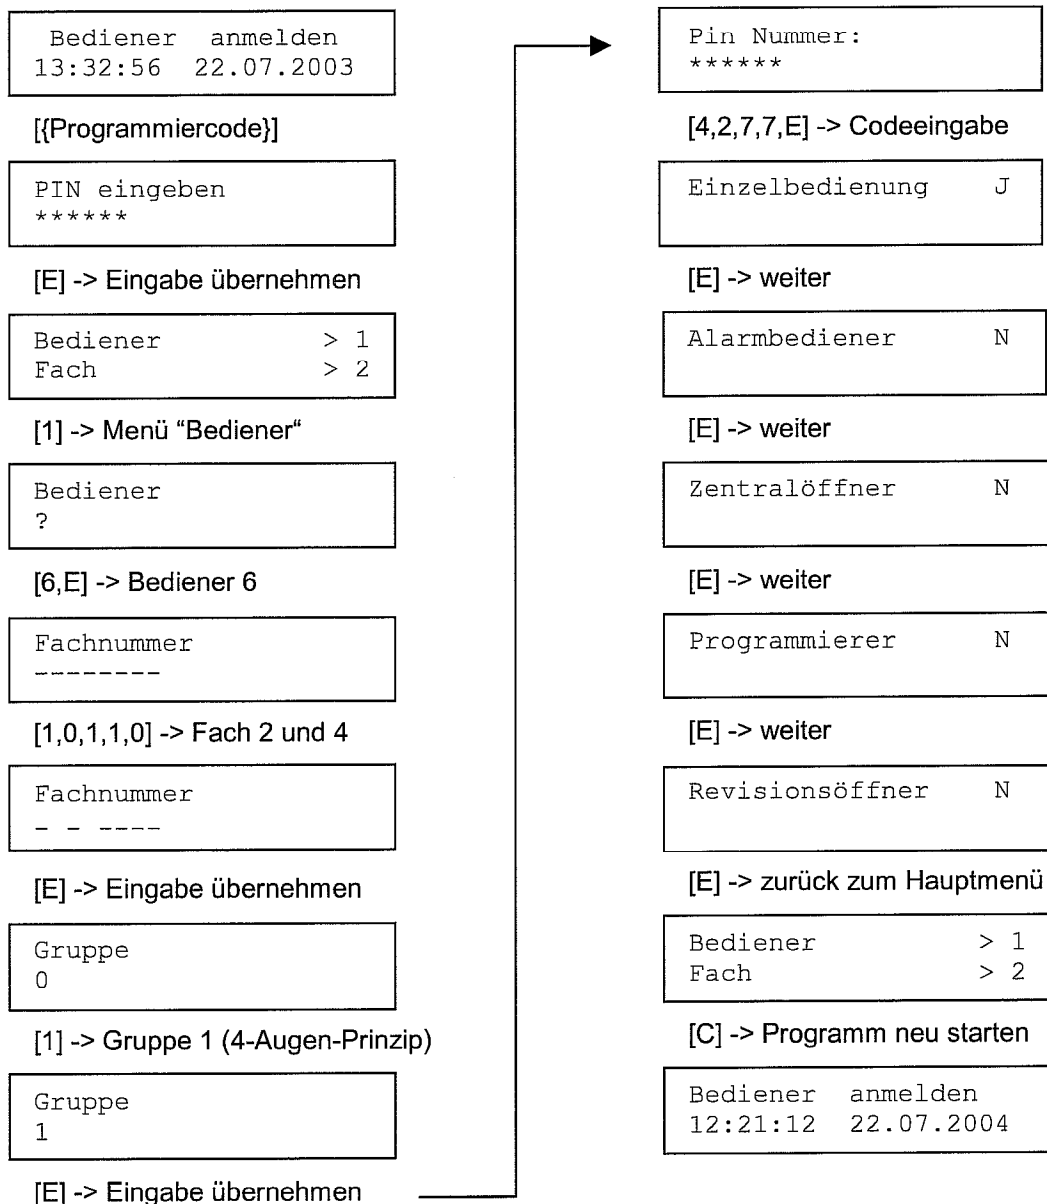 Bediener anmelden
13:32:56 22.07.2003
[{Programmiercode}]
PIN eingeben
******
[E] -> Eingabe übernehmen
Bediener > 1
Fach > 2
[1] -> Menü “Bediener“
Bediener
?
[6,E] -> Bediener 6
Fachnummer
--------
[1,0,1,1,0] -> Fach 2 und 4
Fachnummer
- - ----
[E] -> Eingabe übernehmen
Gruppe
0
[1] -> Gruppe 1 (4-Augen-Prinzip)
Gruppe
1
[E] -> Eingabe übernehmen
Pin Nummer:
******
[4,2,7,7,E] -> Codeeingabe
Einzelbedienung J
[E] -> weiter
Alarmbediener N
[E] -> weiter
Zentralöffner N
[E] -> weiter
Programmierer N
[E] -> weiter
Revisionsöffner N
[E] -> zurück zum Hauptmenü
Bediener > 1
Fach > 2
[C] -> Programm neu starten
Bediener anmelden
12:21:12 22.07.2004